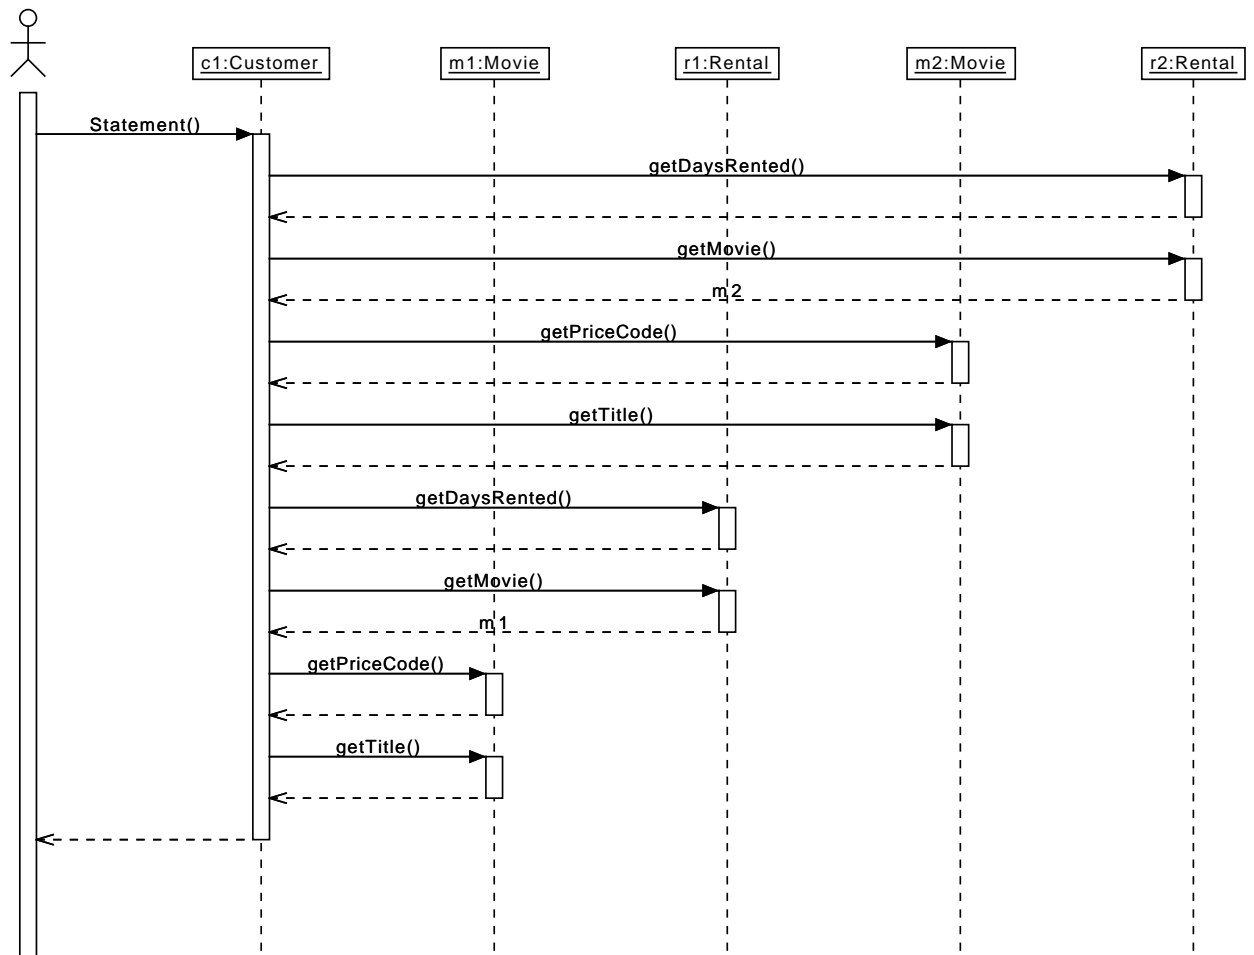 c1:Customer
m1:Movie
r1:Rental
m2:Movie
r2:Rental
Statement()
getDaysRented()
getMovie()
m2
getPriceCode()
getTitle()
getDaysRented()
getMovie()
m1
getPriceCode()
getTitle()